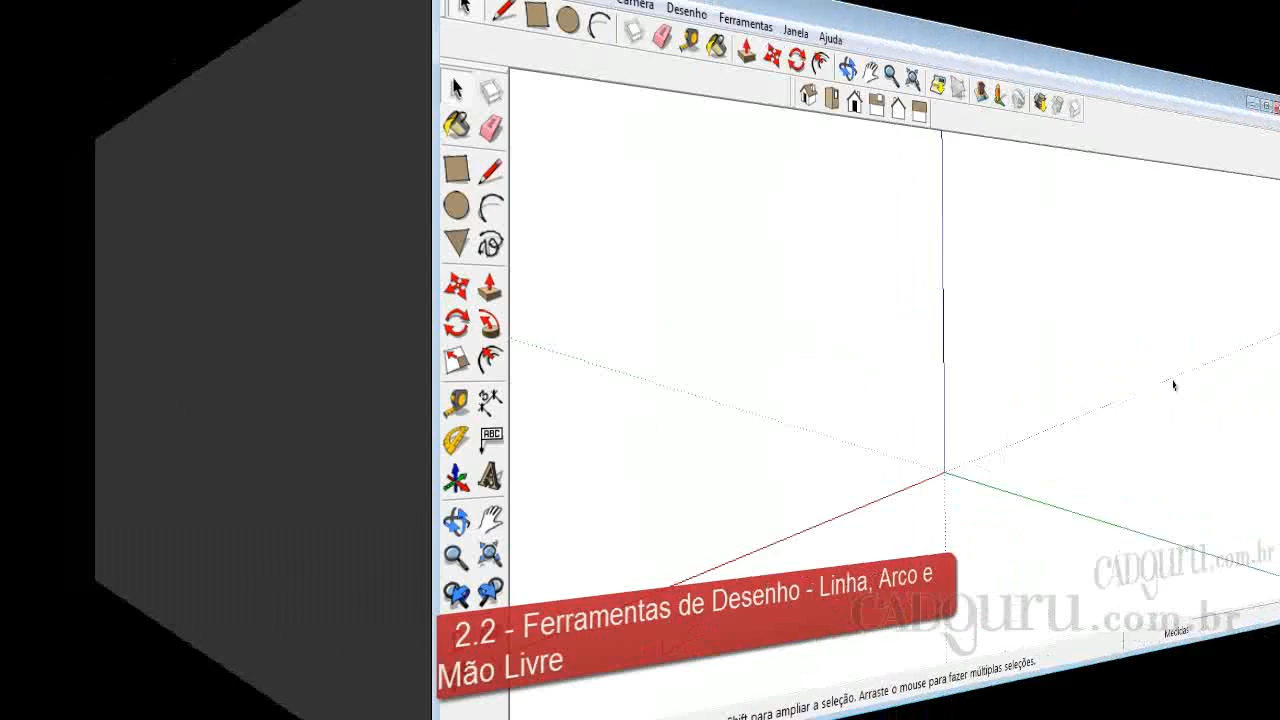 Câmera Desenho Ferramentas Janela Ajuda
ABC
CADGURU.com.br
CADGURU.com.br
2.2 - Ferramentas de Desenho - Linha, Arco e
Mão Livre
Medidas
Shift para ampliar a seleção. Arraste o mouse para fazer múltiplas seleções.